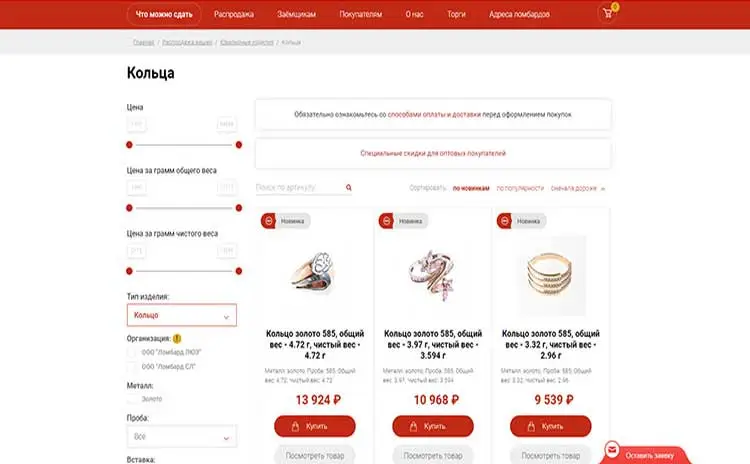 Что можно сдать
Распродажа
Заёмщикам
Покупателям
О нас
Торги
Адреса ломбардов
0
Главная / Распродажа вещей / Ювелирные изделия / Кольца
Кольца
Цена
Обязательно ознакомьтесь со способами оплаты и доставки перед оформлением покупок
Специальные скидки для оптовых покупателей
Цена за грамм общего веса
Поиск по артикулу
Сортировать: по новинкам по популярности сначала дороже
Цена за грамм чистого веса
Новинка
Новинка
Новинка
Тип изделия:
Кольцо
Организация: !
ООО "Ломбард ЛЮЭ"
ООО "Ломбард СЛ"
Металл:
Золото
Проба:
Все
Вставка:
Кольцо золото 585, общий
вес - 4.72 г, чистый вес -
4.72 г
Металл: золото, Проба: 585, Общий
вес: 4.72, Чистый вес: 4.72
13 924 ₽
Купить
Посмотреть товар
Кольцо золото 585, общий
вес - 3.97 г, чистый вес -
3.594 г
Металл: золото, Проба: 585, Общий
вес: 3.97, Чистый вес: 3.594
10 968 ₽
Купить
Посмотреть товар
Кольцо золото 585, общий
вес - 3.32 г, чистый вес -
2.96 г
Металл: золото, Проба: 585, Общий
вес: 3.32, Чистый вес: 2.96
9 539 ₽
Купить
Посмотреть товар
Оставить заявку